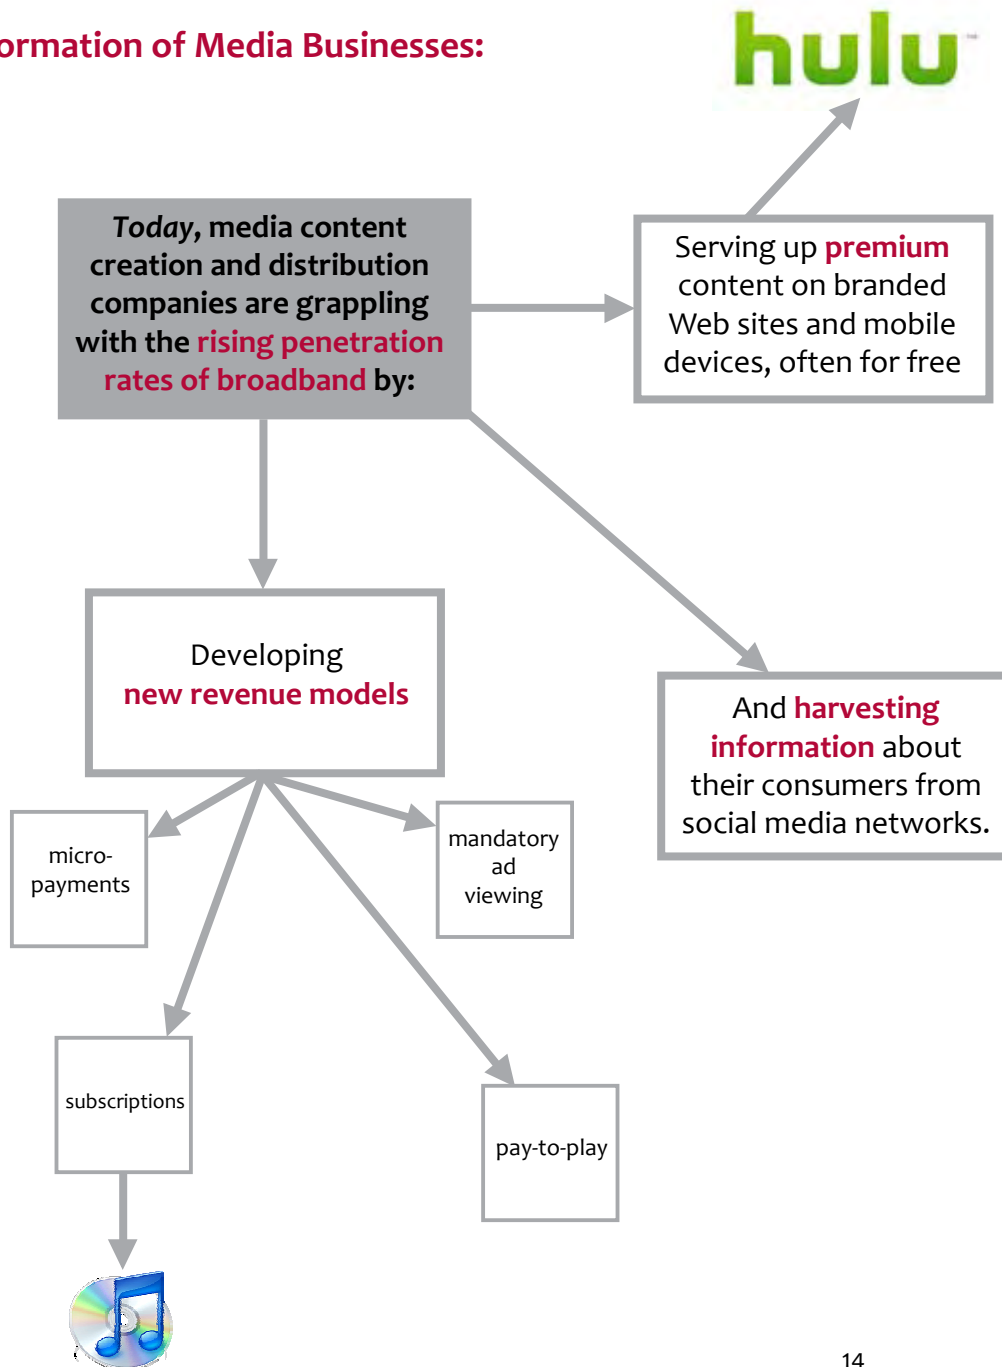 ormation of Media Businesses:
hulu
Today, media content
creation and distribution
companies are grappling
with the rising penetration
rates of broadband by:
Serving up premium
content on branded
Web sites and mobile
devices, often for free
Developing
new revenue models
And harvesting
information about
their consumers from
social media networks.
micro-
payments
mandatory
ad
viewing
subscriptions
pay-to-play
14